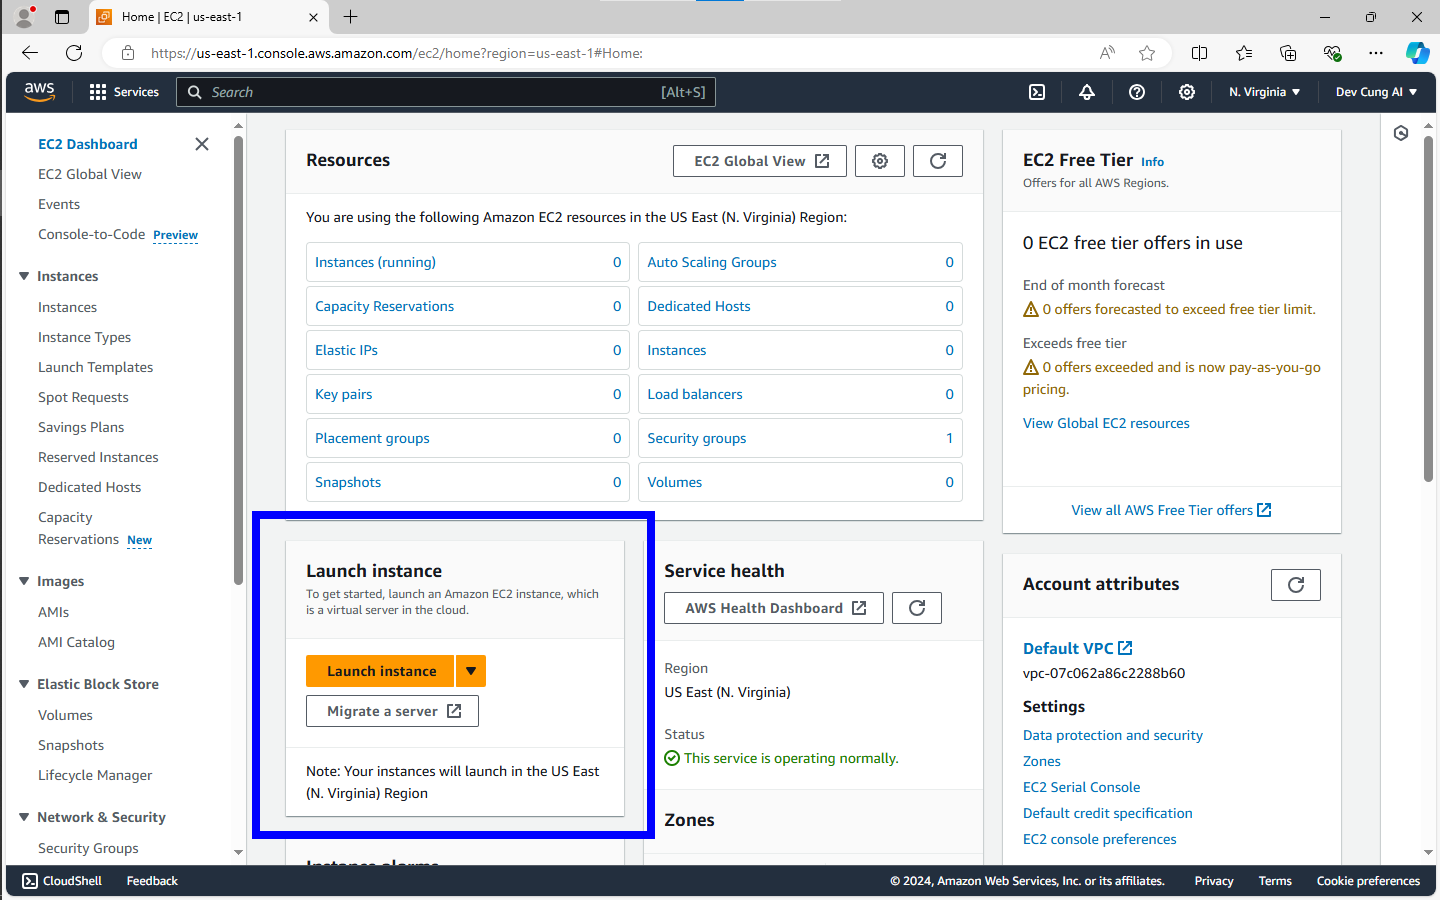 Home | EC2 | us-east-1
https://us-east-1.console.aws.amazon.com/ec2/home?region=us-east-1#Home:
aws
Services
Search
[Alt+S]
N. Virginia
Dev Cung AI
EC2 Dashboard
EC2 Global View
Events
Console-to-Code Preview
Instances
Instances
Instance Types
Launch Templates
Spot Requests
Savings Plans
Reserved Instances
Dedicated Hosts
Capacity
Reservations New
Images
AMIs
AMI Catalog
Elastic Block Store
Volumes
Snapshots
Lifecycle Manager
Network & Security
Security Groups
Resources
EC2 Global View
You are using the following Amazon EC2 resources in the US East (N. Virginia) Region:
Instances (running) 0
Auto Scaling Groups 0
Capacity Reservations 0
Dedicated Hosts 0
Elastic IPs 0
Instances 0
Key pairs 0
Load balancers 0
Placement groups 0
Security groups 1
Snapshots 0
Volumes 0
Launch instance
To get started, launch an Amazon EC2 instance, which
is a virtual server in the cloud.
Launch instance
Migrate a server
Note: Your instances will launch in the US East
(N. Virginia) Region
Instance alarms
Service health
AWS Health Dashboard
Region
US East (N. Virginia)
Status
This service is operating normally.
Zones
EC2 Free Tier Info
Offers for all AWS Regions.
0 EC2 free tier offers in use
End of month forecast
0 offers forecasted to exceed free tier limit.
Exceeds free tier
0 offers exceeded and is now pay-as-you-go
pricing.
View Global EC2 resources
View all AWS Free Tier offers
Account attributes
Default VPC
vpc-07c062a86c2288b60
Settings
Data protection and security
Zones
EC2 Serial Console
Default credit specification
EC2 console preferences
CloudShell
Feedback
© 2024, Amazon Web Services, Inc. or its affiliates.
Privacy
Terms
Cookie preferences